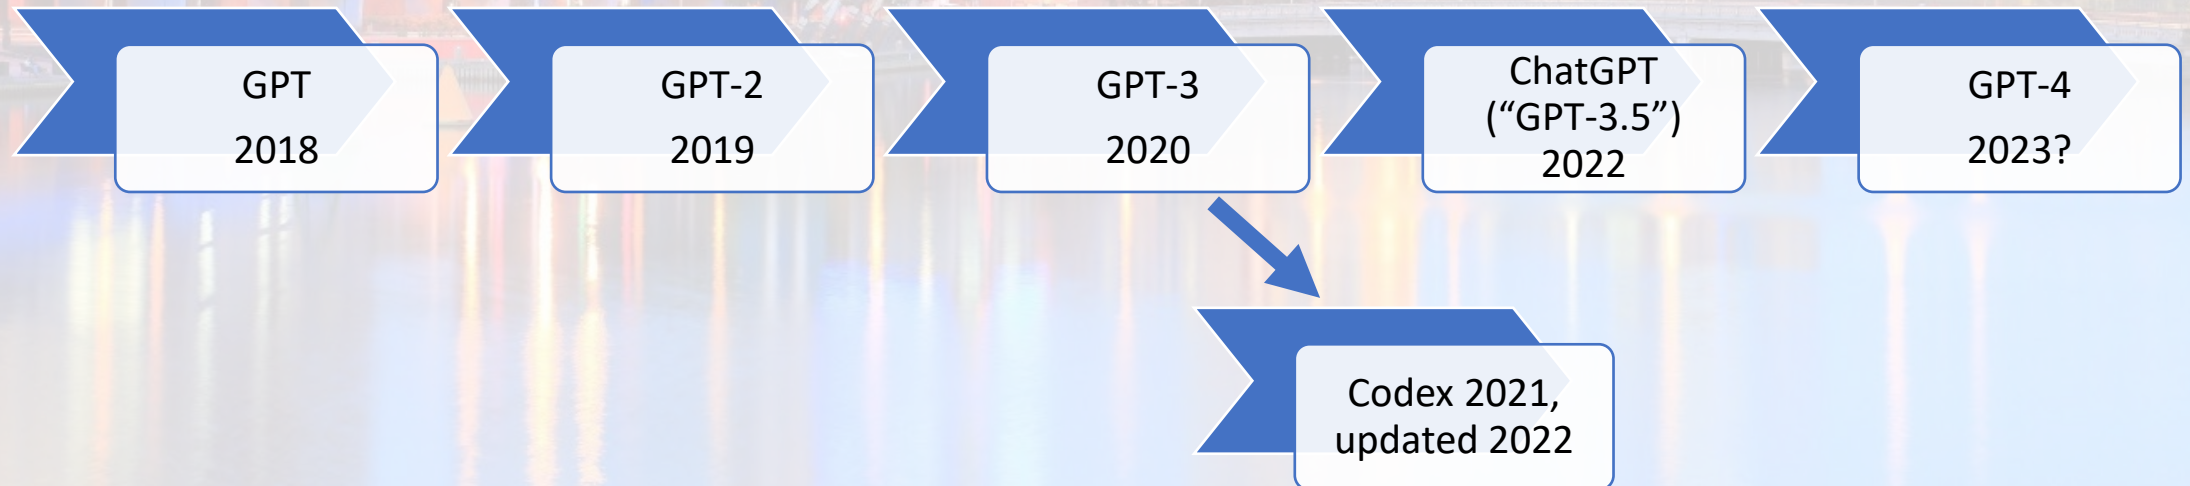 GPT
2018
GPT-2
2019
GPT-3
2020
ChatGPT
(“GPT-3.5”)
2022
GPT-4
2023?
Codex 2021,
updated 2022